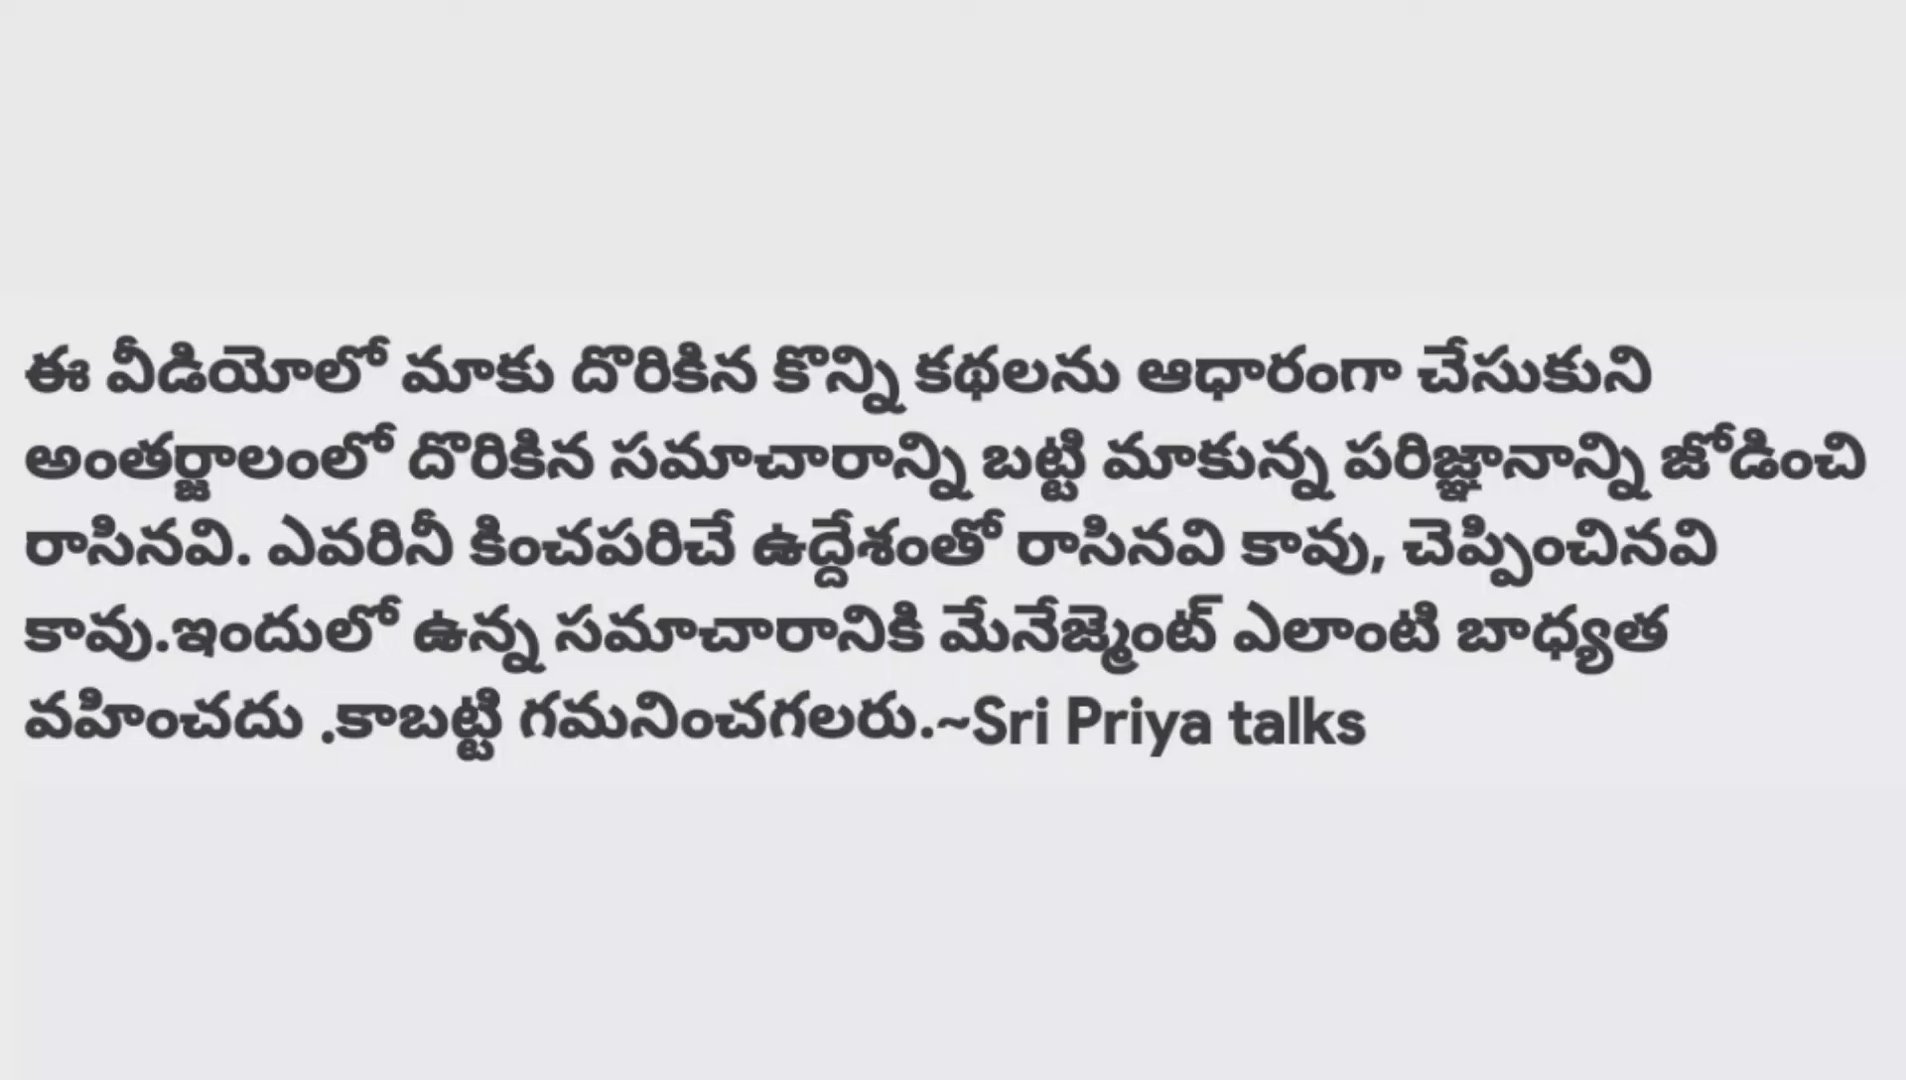 ఈ వీడియోలో మాకు దొరికిన కొన్ని కథలను ఆధారంగా చేసుకుని
అంతర్జాలంలో దొరికిన సమాచారాన్ని బట్టి మాకున్న పరిజ్ఞానాన్ని జోడించి
రాసినవి. ఎవరినీ కించపరిచే ఉద్దేశంతో రాసినవి కావు, చెప్పించినవి
కావు.ఇందులో ఉన్న సమాచారానికి మేనేజ్మెంట్ ఎలాంటి బాధ్యత
వహించదు .కాబట్టి గమనించగలరు.~Sri Priya talks